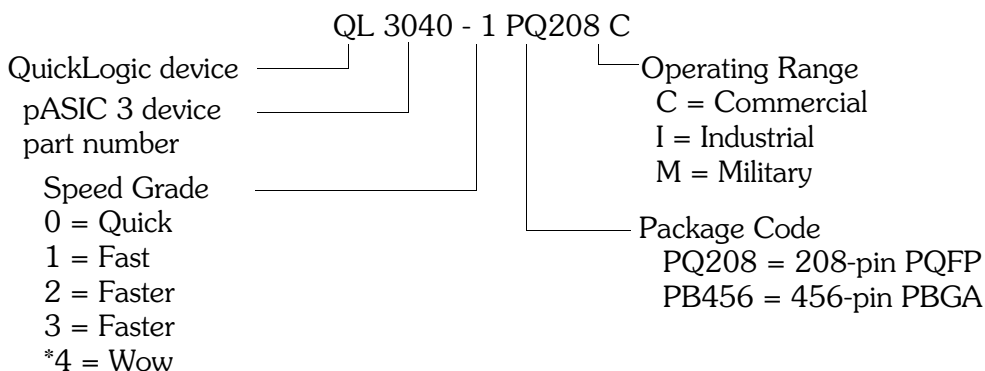 QL 3040 - 1 PQ208 C
QuickLogic device
pASIC 3 device
part number
Speed Grade
0 = Quick
1 = Fast
2 = Faster
3 = Faster
*4 = Wow
Operating Range
C = Commercial
I = Industrial
M = Military
Package Code
PQ208 = 208-pin PQFP
PB456 = 456-pin PBGA